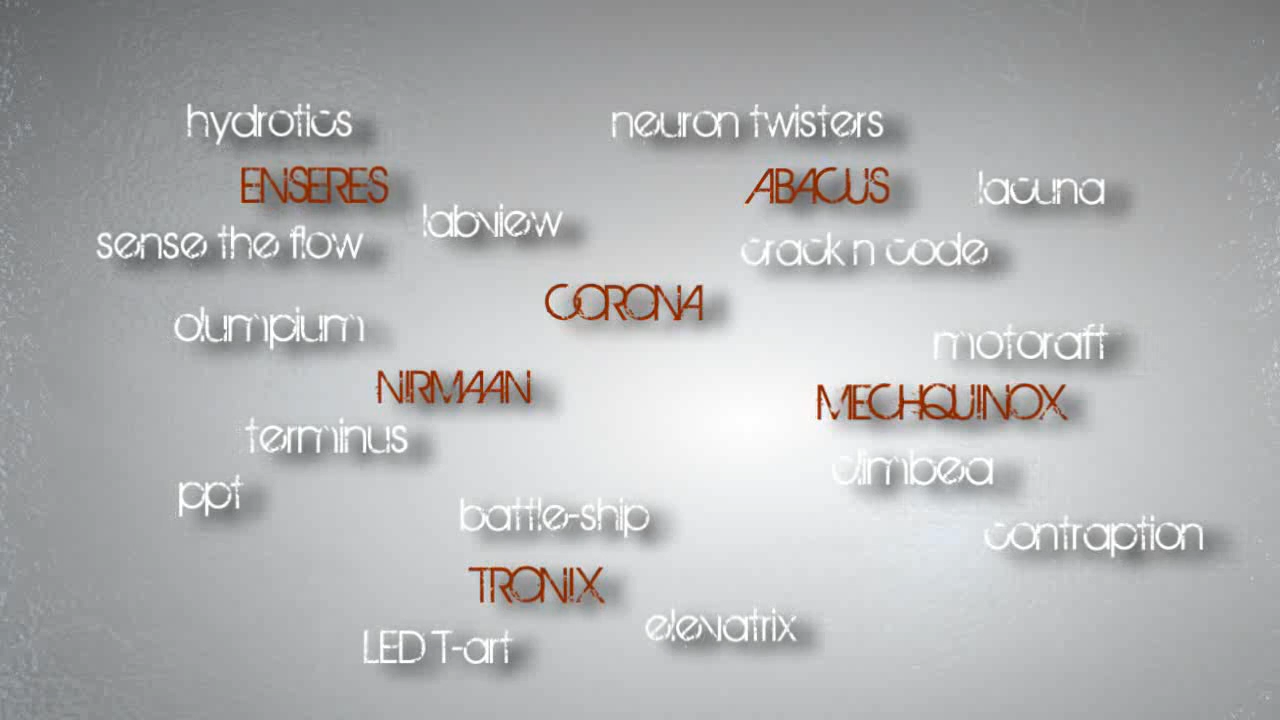 hydrotics
neuron twisters
ENSERES
ABACUS
lacuna
labview
sense the flow
crack n code
CORONA
olumpium
motoraft
NIRMAAN
MECHQUINOX
terminus
climbea
ppt
battle-ship
contraption
TRONIX
elevatrix
LED T-art